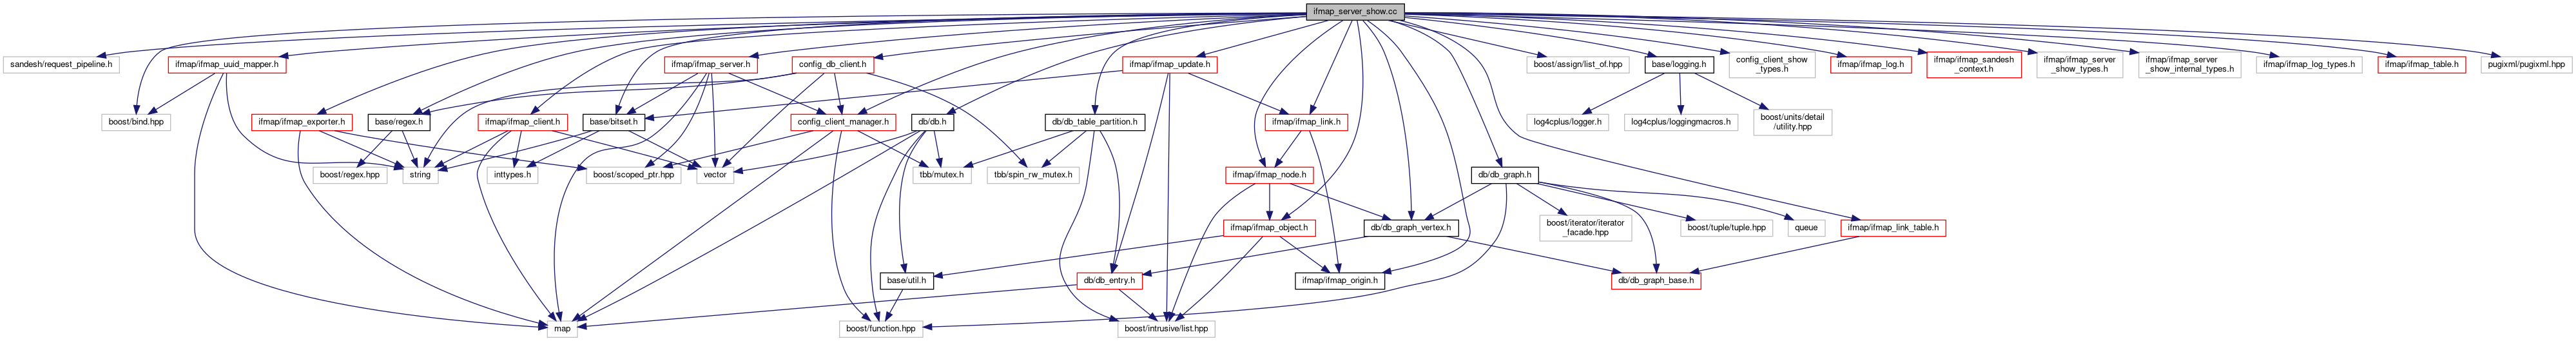 ifmap_server_show.cc
sandesh/request_pipeline.h
ifmap/ifmap_uuid_mapper.h
ifmap/ifmap_server.h
config_db_client.h
ifmap/ifmap_update.h
boost/assign/list_of.hpp
base/logging.h
config_client_show
_types.h
ifmap/ifmap_log.h
ifmap/ifmap_sandesh
_context.h
ifmap/ifmap_server
_show_types.h
ifmap/ifmap_server
_show_internal_types.h
ifmap/ifmap_log_types.h
ifmap/ifmap_table.h
pugixml/pugixml.hpp
boost/bind.hpp
ifmap/ifmap_exporter.h
base/regex.h
ifmap/ifmap_client.h
base/bitset.h
config_client_manager.h
db/db.h
db/db_table_partition.h
ifmap/ifmap_link.h
log4cplus/logger.h
log4cplus/loggingmacros.h
boost/units/detail
/utility.hpp
boost/regex.hpp
string
inttypes.h
boost/scoped_ptr.hpp
vector
tbb/mutex.h
tbb/spin_rw_mutex.h
ifmap/ifmap_node.h
db/db_graph.h
ifmap/ifmap_object.h
db/db_graph_vertex.h
boost/iterator/iterator
_facade.hpp
boost/tuple/tuple.hpp
queue
ifmap/ifmap_link_table.h
base/util.h
db/db_entry.h
ifmap/ifmap_origin.h
db/db_graph_base.h
map
boost/function.hpp
boost/intrusive/list.hpp